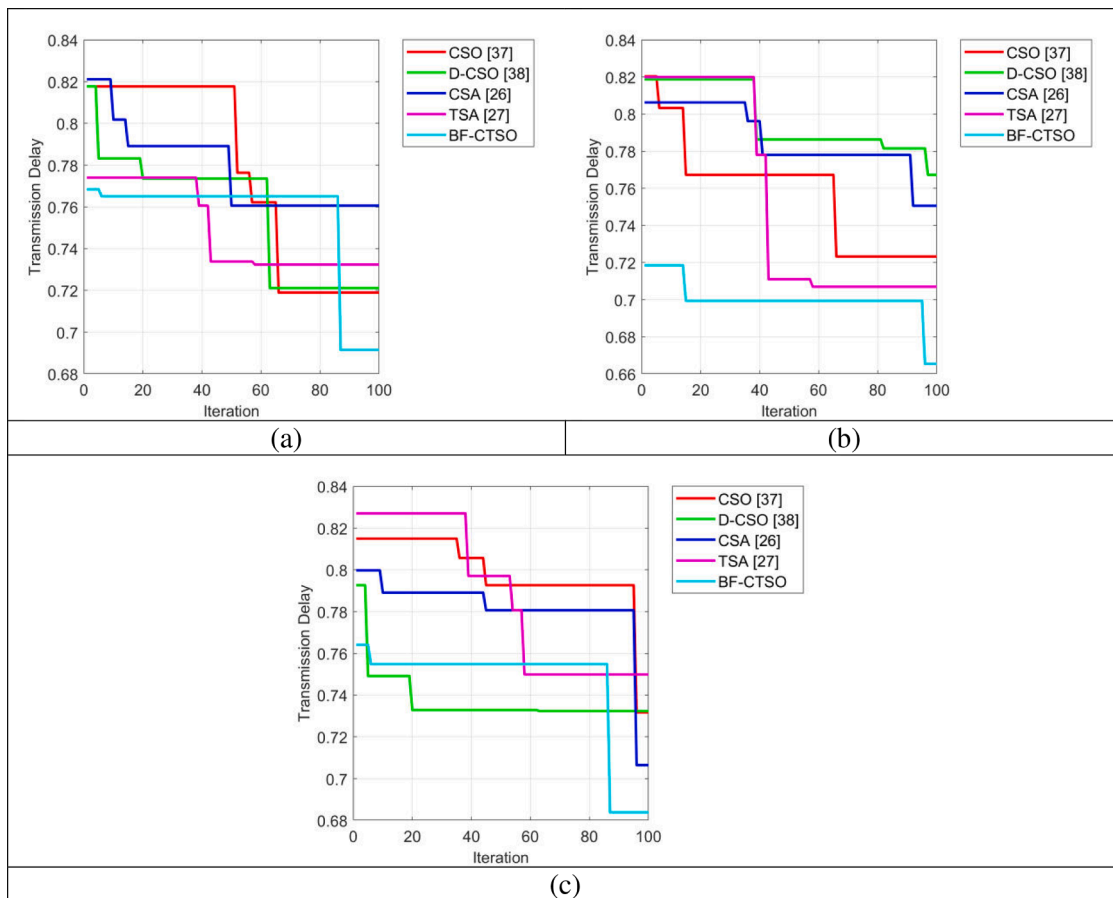 0.84
0.82
0.8
0.78
0.76
0.74
0.72
0.7
0.68
Transmission Delay
0 20 40 60 80 100
Iteration
CSO [37]
D-CSO [38]
CSA [26]
TSA [27]
BF-CTSO
(a)
0.84
0.82
0.8
0.78
0.76
0.74
0.72
0.7
0.68
0.66
Transmission Delay
0 20 40 60 80 100
Iteration
CSO [37]
D-CSO [38]
CSA [26]
TSA [27]
BF-CTSO
(b)
0.84
0.82
0.8
0.78
0.76
0.74
0.72
0.7
0.68
Transmission Delay
0 20 40 60 80 100
Iteration
CSO [37]
D-CSO [38]
CSA [26]
TSA [27]
BF-CTSO
(c)